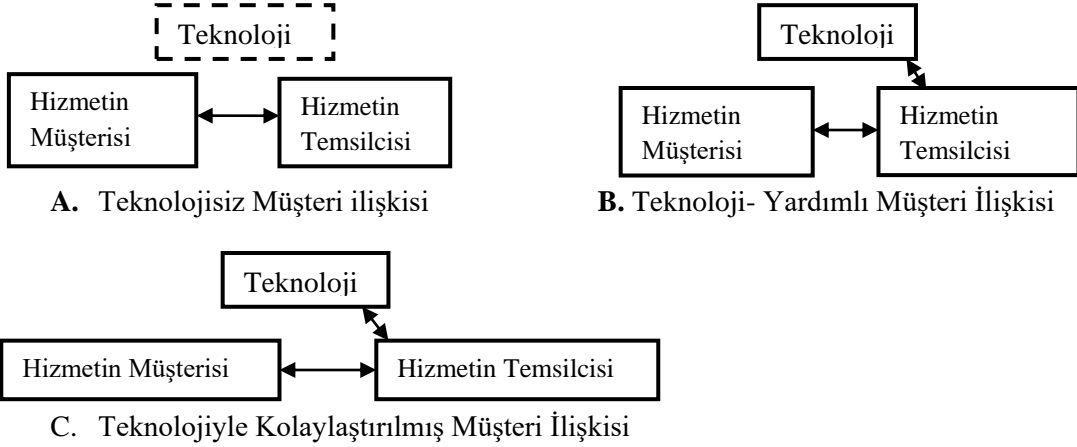 Teknoloji
Hizmetin
Müşterisi
Hizmetin
Temsilcisi
A. Teknolojisiz Müşteri ilişkisi
Teknoloji
Hizmetin
Müşterisi
Hizmetin
Temsilcisi
B. Teknoloji- Yardımlı Müşteri İlişkisi
Teknoloji
Hizmetin Müşterisi
Hizmetin Temsilcisi
C. Teknolojiyle Kolaylaştırılmış Müşteri İlişkisi